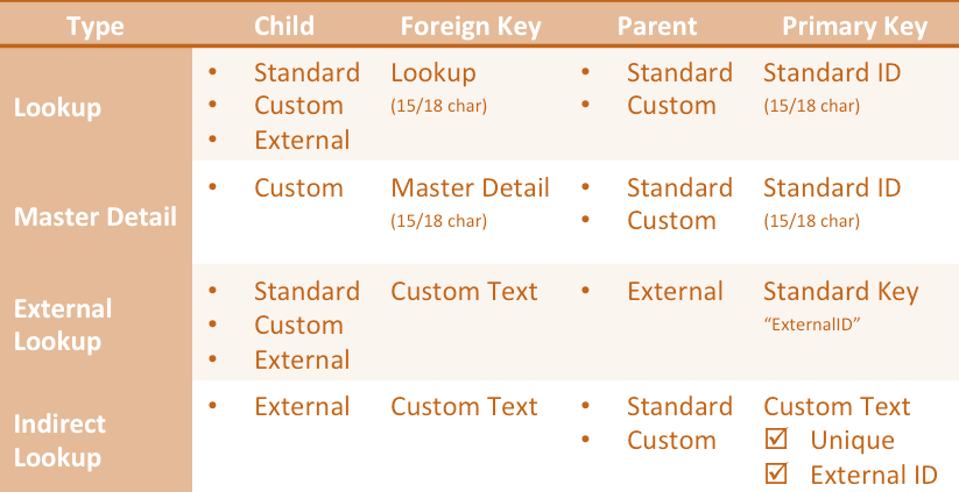 Type Child Foreign Key Parent Primary Key
Lookup
• Standard Lookup • Standard Standard ID
• Custom (15/18 char) • Custom (15/18 char)
• External
Master Detail
• Custom Master Detail • Standard Standard ID
(15/18 char) • Custom (15/18 char)
External
Lookup
• Standard Custom Text • External Standard Key
• Custom “ExternalID”
• External
Indirect
Lookup
• External Custom Text • Standard Custom Text
• Custom ☑ Unique
☑ External ID